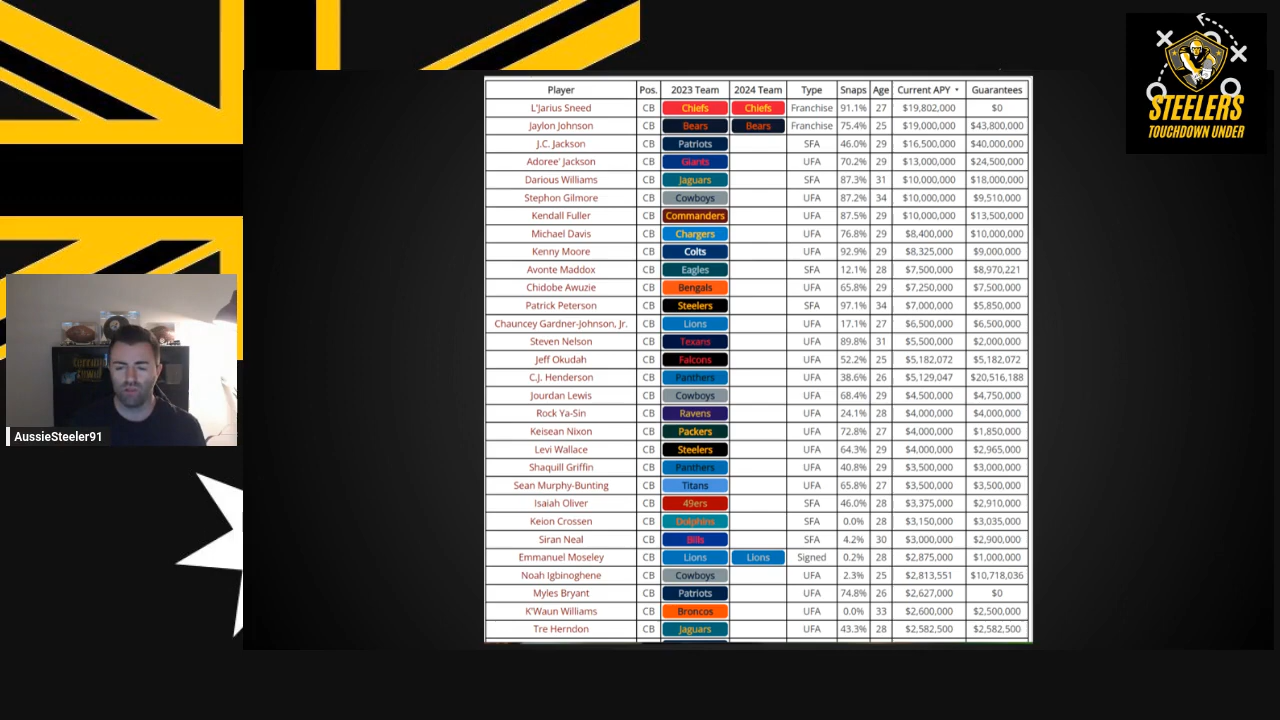 STEELERS
TOUCHDOWN UNDER
Player Pos. 2023 Team 2024 Team Type Snaps Age Current APY Guarantees
L'Jarius Sneed CB Chiefs Chiefs Franchise 91.1% 27 $19,802,000 $0
Jaylon Johnson CB Bears Bears Franchise 75.4% 25 $19,000,000 $43,800,000
J.C. Jackson CB Patriots SFA 46.0% 29 $16,500,000 $40,000,000
Adoree' Jackson CB Giants UFA 70.2% 29 $13,000,000 $24,500,000
Darious Williams CB Jaguars SFA 87.3% 31 $10,000,000 $18,000,000
Stephon Gilmore CB Cowboys UFA 87.2% 34 $10,000,000 $9,510,000
Kendall Fuller CB Commanders UFA 87.5% 29 $10,000,000 $13,500,000
Michael Davis CB Chargers UFA 76.8% 29 $8,400,000 $10,000,000
Kenny Moore CB Colts UFA 92.9% 29 $8,325,000 $9,000,000
Avonte Maddox CB Eagles SFA 12.1% 28 $7,500,000 $8,970,221
Chidobe Awuzie CB Bengals UFA 65.8% 29 $7,250,000 $7,500,000
Patrick Peterson CB Steelers SFA 97.1% 34 $7,000,000 $5,850,000
Chauncey Gardner-Johnson, Jr. CB Lions UFA 17.1% 27 $6,500,000 $6,500,000
Steven Nelson CB Texans UFA 89.8% 31 $5,500,000 $2,000,000
Jeff Okudah CB Falcons UFA 52.2% 25 $5,182,072 $5,182,072
C.J. Henderson CB Panthers UFA 38.6% 26 $5,129,047 $20,516,188
Jourdan Lewis CB Cowboys UFA 68.4% 29 $4,500,000 $4,750,000
Rock Ya-Sin CB Ravens UFA 24.1% 28 $4,000,000 $4,000,000
Keisean Nixon CB Packers UFA 72.8% 27 $4,000,000 $1,850,000
Levi Wallace CB Steelers UFA 64.3% 29 $4,000,000 $2,965,000
Shaquill Griffin CB Panthers UFA 40.8% 29 $3,500,000 $3,000,000
Sean Murphy-Bunting CB Titans UFA 65.8% 27 $3,500,000 $3,500,000
Isaiah Oliver CB 49ers SFA 46.0% 28 $3,375,000 $2,910,000
Keion Crossen CB Dolphins SFA 0.0% 28 $3,150,000 $3,035,000
Siran Neal CB Bills SFA 4.2% 30 $3,000,000 $2,900,000
Emmanuel Moseley CB Lions Lions Signed 0.2% 28 $2,875,000 $1,000,000
Noah Igbinoghene CB Cowboys UFA 2.3% 25 $2,813,551 $10,718,036
Myles Bryant CB Patriots UFA 74.8% 26 $2,627,000 $0
K'Waun Williams CB Broncos UFA 0.0% 33 $2,600,000 $2,500,000
Tre Herndon CB Jaguars UFA 43.3% 28 $2,582,500 $2,582,500
AussieSteeler91